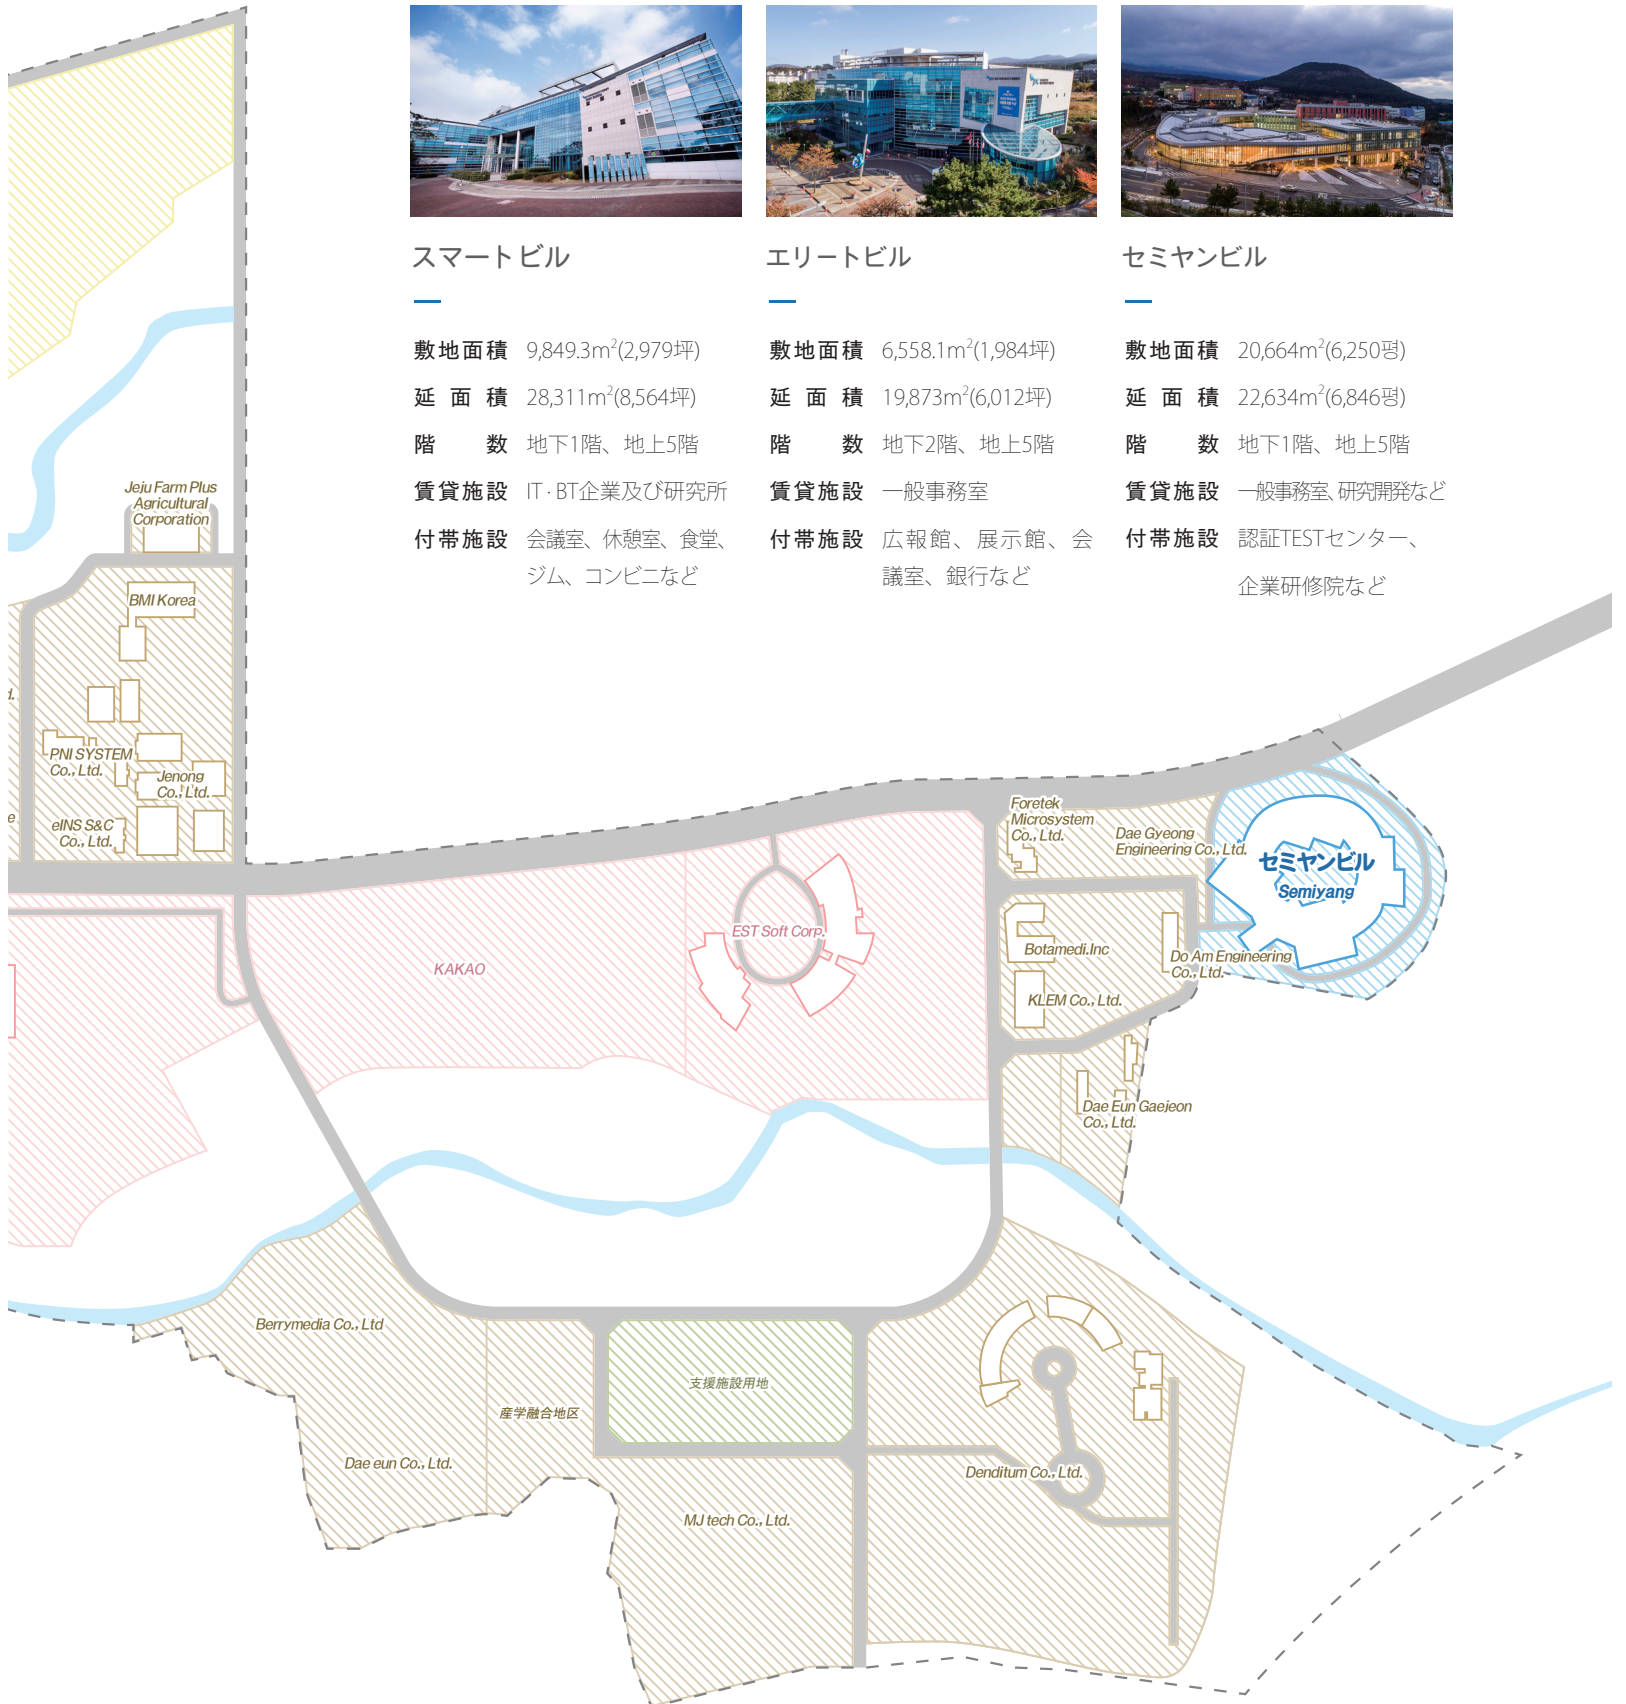 スマートビル
敷地面積 9,849.3m²(2,979坪)
延面積 28,311m²(8,564坪)
階数 地下1階、地上5階
賃貸施設 IT · BT企業及び研究所
付帯施設 会議室、休憩室、食堂、
ジム、コンビニなど
エリートビル
敷地面積 6,558.1m²(1,984坪)
延面積 19,873m²(6,012坪)
階数 地下2階、地上5階
賃貸施設 一般事務室
付帯施設 広報館、展示館、会
議室、銀行など
セミヤンビル
敷地面積 20,664m²(6,250평)
延面積 22,634m²(6,846평)
階数 地下1階、地上5階
賃貸施設 一般事務室、研究開発など
付帯施設 認証TESTセンター、
企業研修院など
Jeju Farm Plus
Agricultural
Corporation
BMI Korea
d.
PNI SYSTEM
Co., Ltd.
Jenong
Co., Ltd.
e
eINS S&C
Co., Ltd.
Foretek
Microsystem
Co., Ltd.
Dae Gyeong
Engineering Co., Ltd.
セミヤンビル
Semiyang
EST Soft Corp.
KAKAO
Botamedi.Inc
Do Am Engineering
Co., Ltd.
KLEM Co., Ltd.
Dae Eun Gaejeon
Co., Ltd.
Berrymedia Co., Ltd
支援施設用地
産学融合地区
Dae eun Co., Ltd.
Denditum Co., Ltd.
MJ tech Co., Ltd.